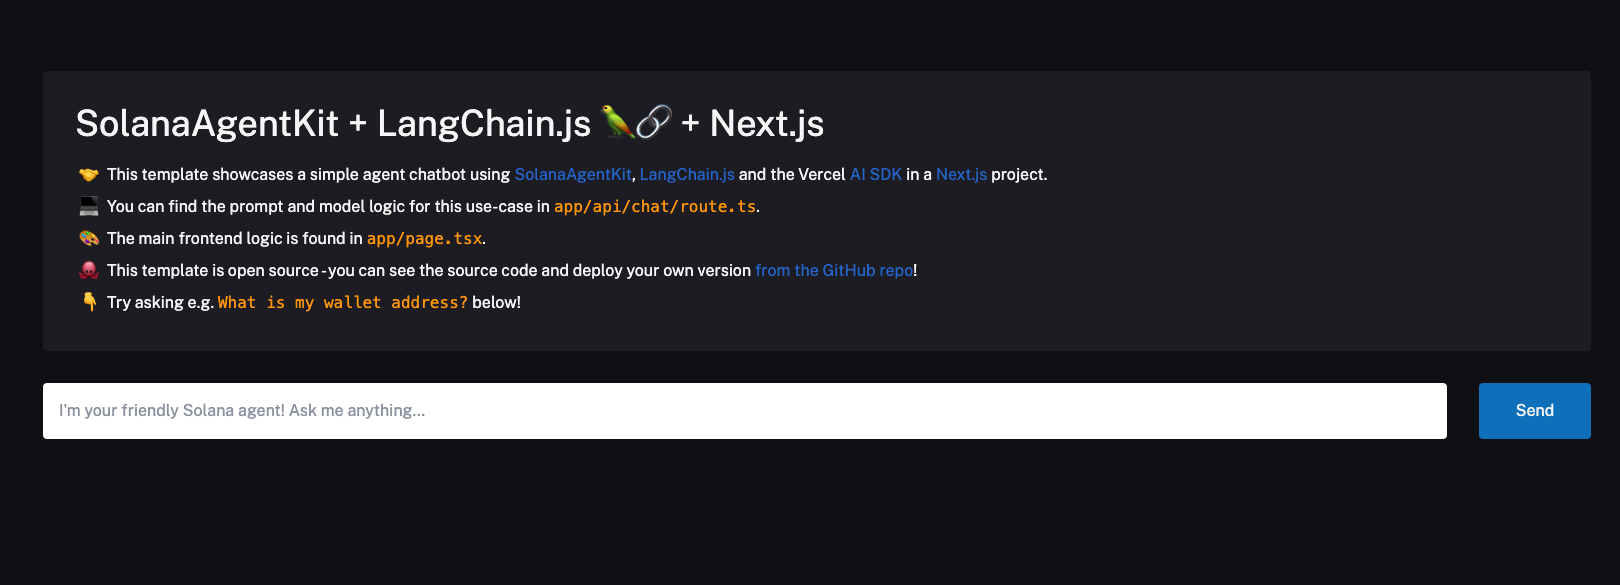 SolanaAgentKit + LangChain.js 🦜🔗 + Next.js
🤝 This template showcases a simple agent chatbot using SolanaAgentKit, LangChain.js and the Vercel AI SDK in a Next.js project.
💻 You can find the prompt and model logic for this use-case in app/api/chat/route.ts.
🎨 The main frontend logic is found in app/page.tsx.
🐙 This template is open source - you can see the source code and deploy your own version from the GitHub repo!
👇 Try asking e.g. What is my wallet address? below!
I'm your friendly Solana agent! Ask me anything...
Send